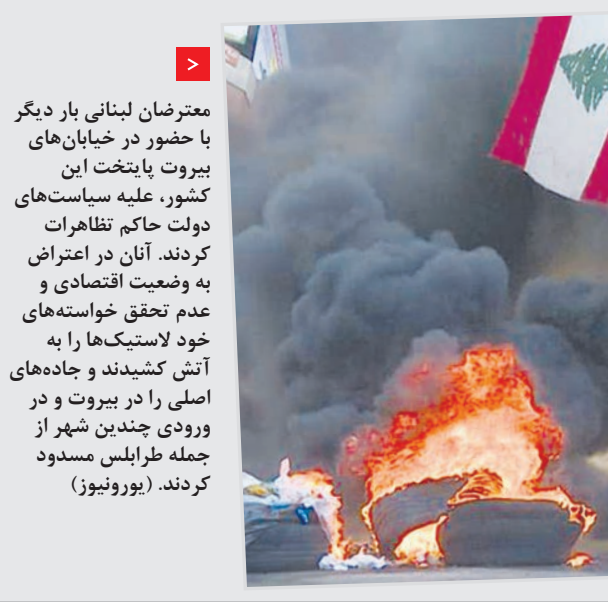 معترضان لبنانی بار دیگر
با حضور در خیابان‌های
بیروت پایتخت این
کشور، علیه سیاست‌های
دولت حاکم تظاهرات
کردند. آنان در اعتراض
به وضعیت اقتصادی و
عدم تحقق خواسته‌های
خود لاستیک‌ها را به
آتش کشیدند و جاده‌های
اصلی را در بیروت و در
ورودی چندین شهر از
جمله طرابلس مسدود
کردند. (یورونیوز)